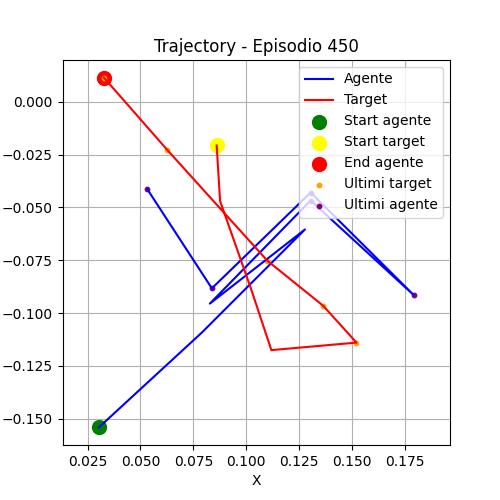 Trajectory - Episodio 450
Agente
Target
Start agente
Start target
End agente
Ultimi target
Ultimi agente
0.000
−0.025
−0.050
−0.075
−0.100
−0.125
−0.150
0.025 0.050 0.075 0.100 0.125 0.150 0.175
X